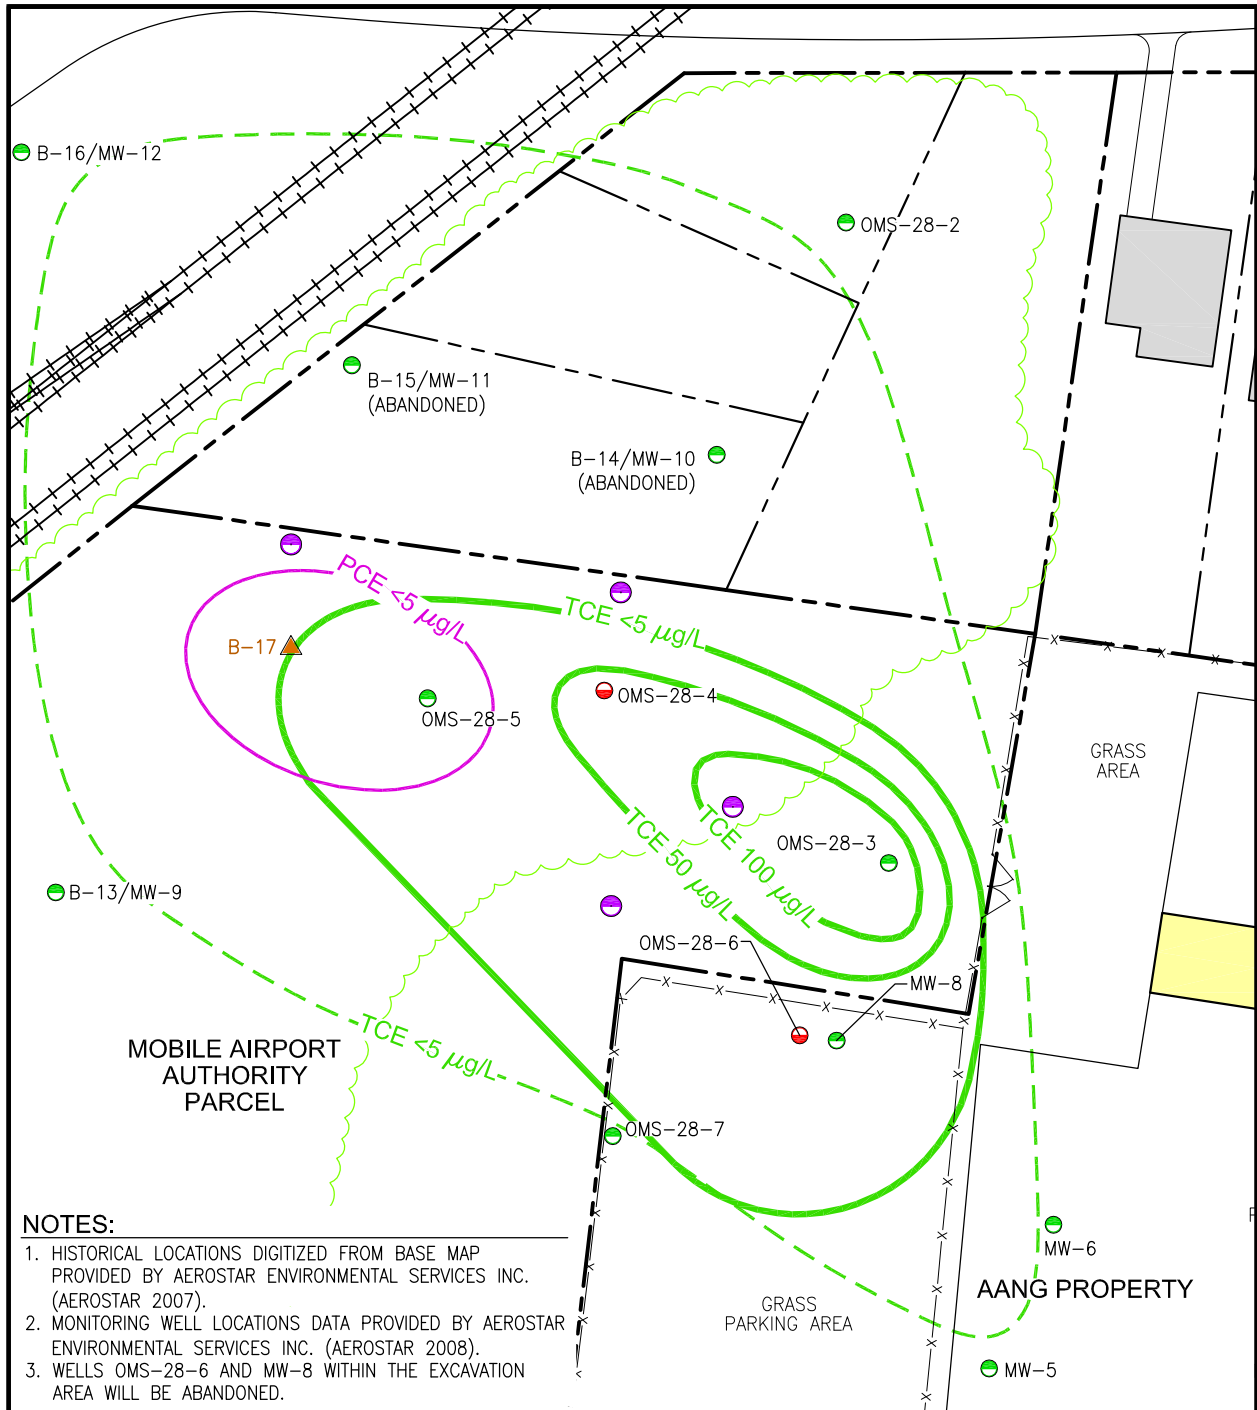 B-16/MW-12
OMS-28-2
B-15/MW-11
(ABANDONED)
B-14/MW-10
(ABANDONED)
PCE <5 µg/L
TCE <5 µg/L
B-17
OMS-28-4
OMS-28-5
GRASS
AREA
TCE 50 µg/L
TCE 100 µg/L
OMS-28-3
B-13/MW-9
OMS-28-6
MW-8
TCE <5 µg/L
MOBILE AIRPORT
AUTHORITY
PARCEL
OMS-28-7
MW-6
AANG PROPERTY
GRASS
PARKING AREA
MW-5
NOTES:
1. HISTORICAL LOCATIONS DIGITIZED FROM BASE MAP
PROVIDED BY AEROSTAR ENVIRONMENTAL SERVICES INC.
(AEROSTAR 2007).
2. MONITORING WELL LOCATIONS DATA PROVIDED BY AEROSTAR
ENVIRONMENTAL SERVICES INC. (AEROSTAR 2008).
3. WELLS OMS-28-6 AND MW-8 WITHIN THE EXCAVATION
AREA WILL BE ABANDONED.